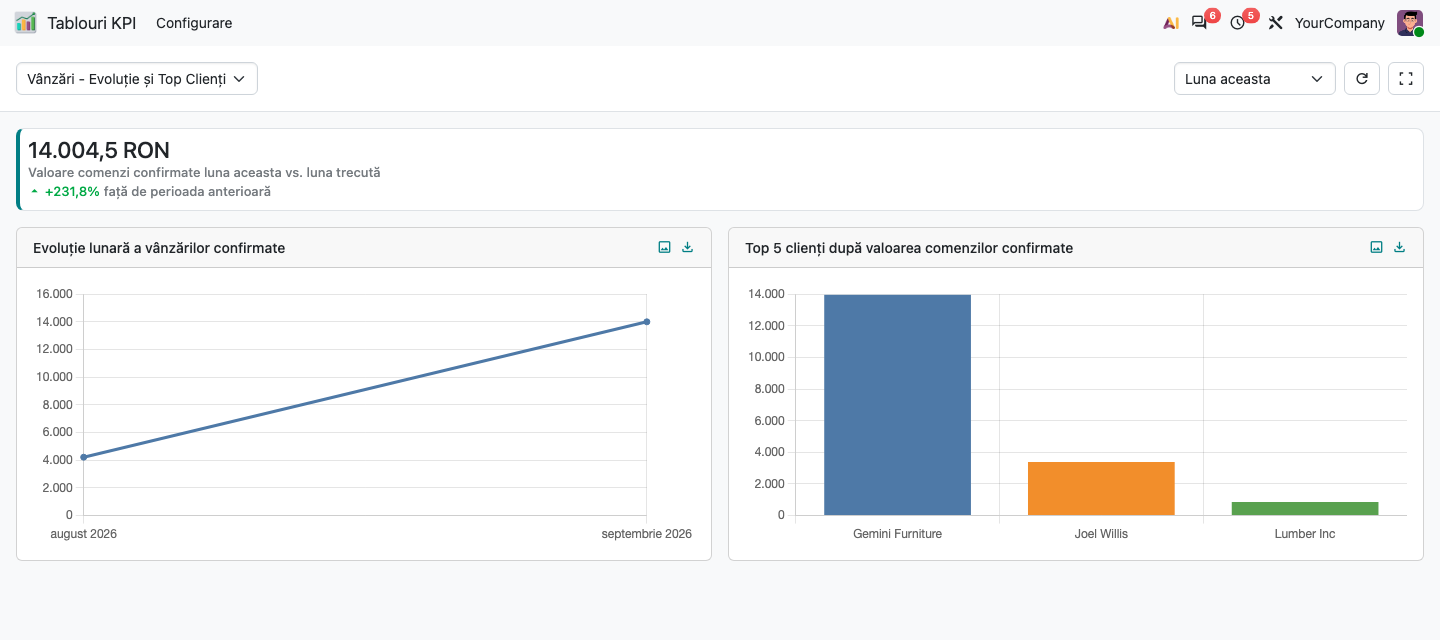 Tablouri KPI
Configurare
AI
6
5
YourCompany
Vânzări - Evoluție și Top Clienți
Luna aceasta
14.004,5 RON
Valoare comenzi confirmate luna aceasta vs. luna trecută
+231,8% față de perioada anterioară
Evoluție lunară a vânzărilor confirmate
16.000
14.000
12.000
10.000
8.000
6.000
4.000
2.000
0
august 2026
septembrie 2026
Top 5 clienți după valoarea comenzilor confirmate
14.000
12.000
10.000
8.000
6.000
4.000
2.000
0
Gemini Furniture
Joel Willis
Lumber Inc